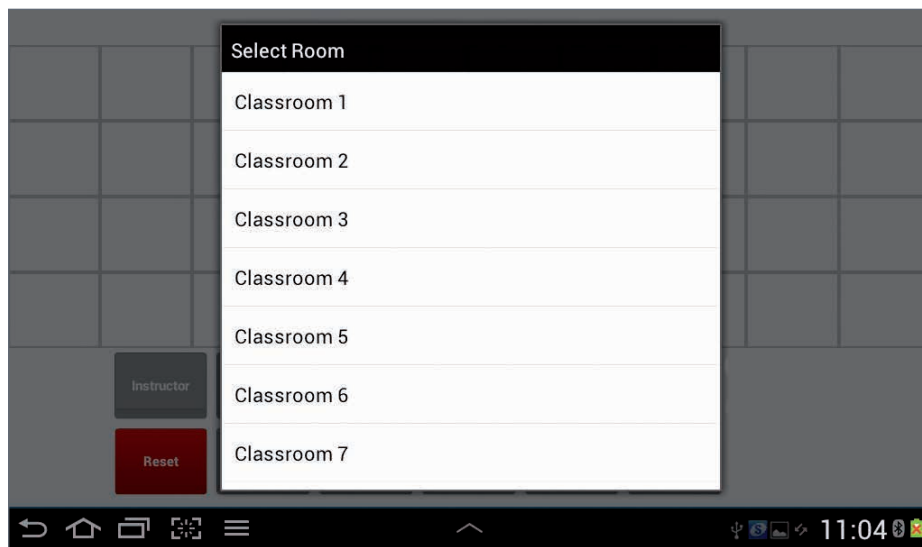 Select Room
Classroom 1
Classroom 2
Classroom 3
Classroom 4
Classroom 5
Classroom 6
Classroom 7
Instructor
Reset
11:04